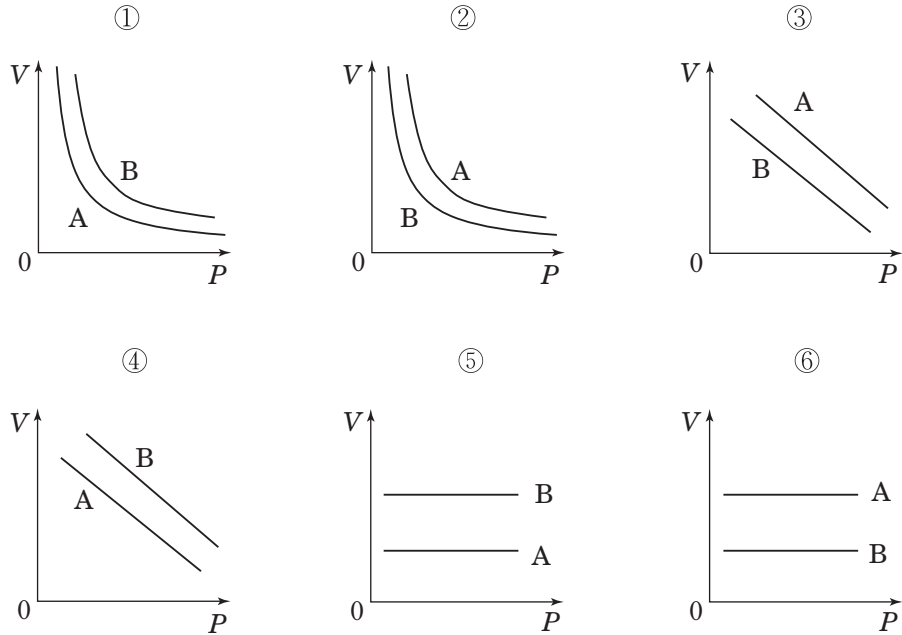 ① ② ③
V V V
B A A
A B B
0 P 0 P 0 P
④ ⑤ ⑥
V V V
B B A
A A B
0 P 0 P 0 P